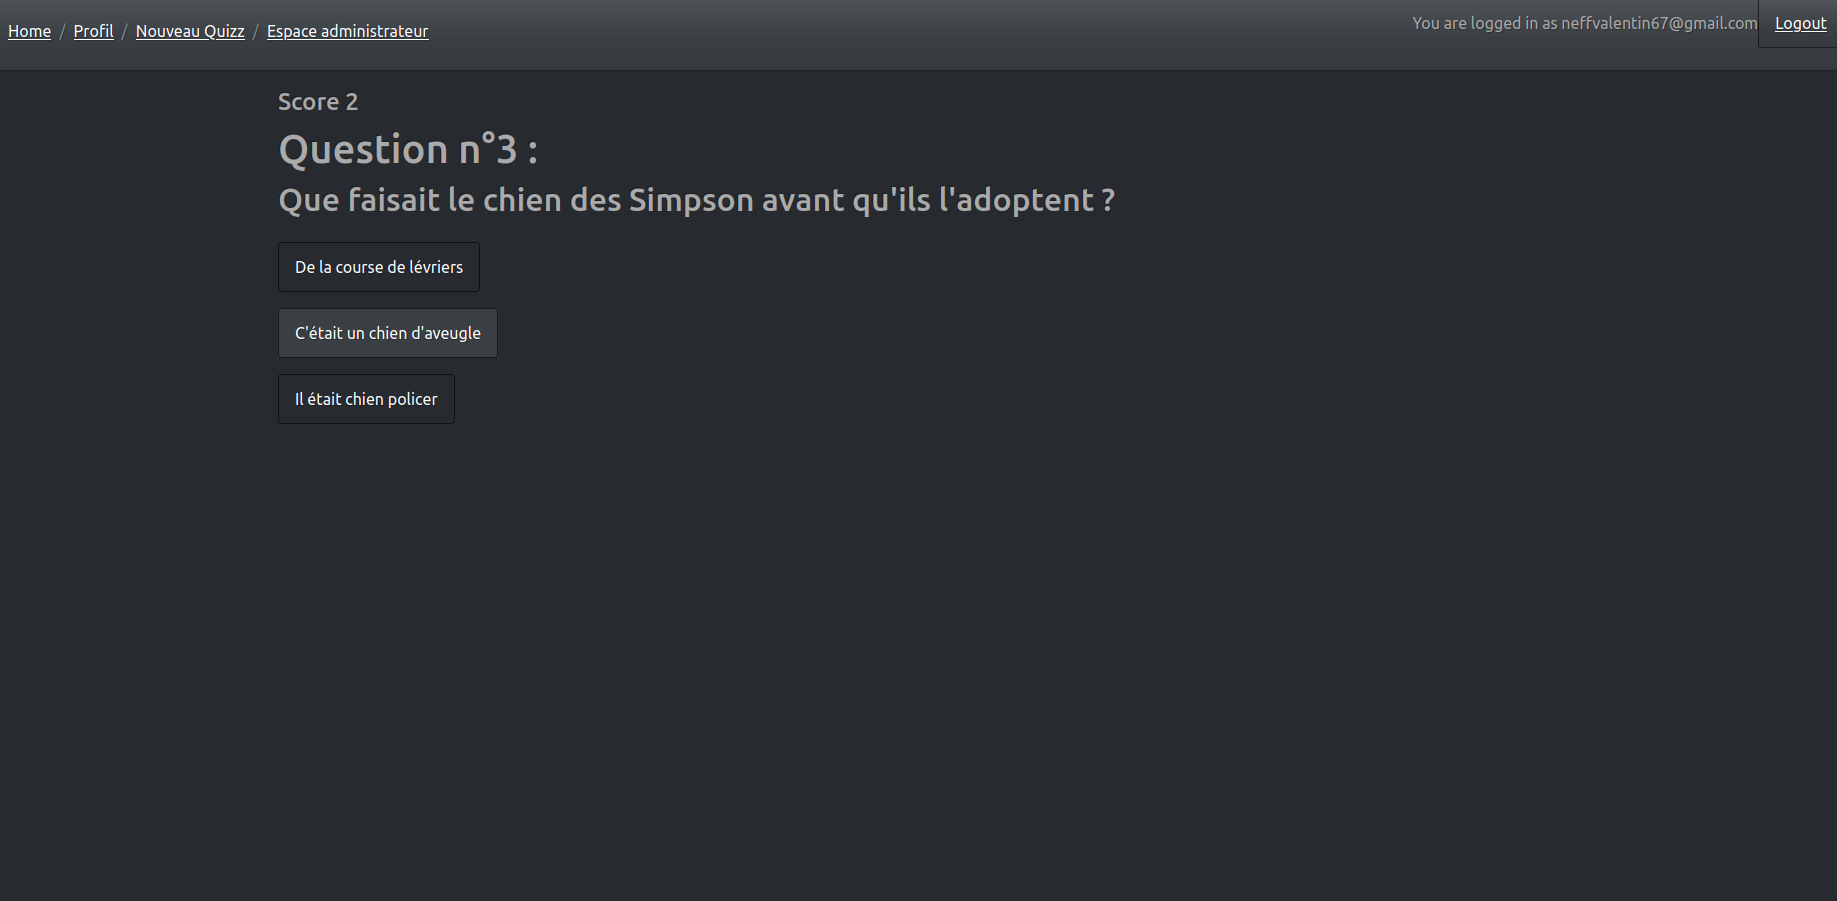 Home / Profil / Nouveau Quizz / Espace administrateur
You are logged in as neffvalentin67@gmail.com Logout
Score 2
Question n°3 :
Que faisait le chien des Simpson avant qu'ils l'adoptent ?
De la course de lévriers
C'était un chien d'aveugle
Il était chien policer